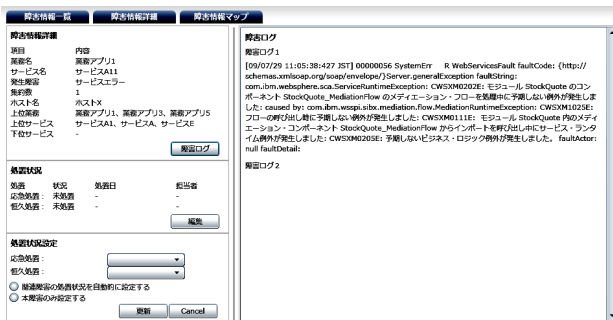 障害情報一覧 障害情報詳細 障害情報マップ
障害情報詳細
項目 内容
業務名 業務アプリ1
サービス名 サービスA11
発生障害 サービスエラー
集約数 1
ホスト名 ホストX
上位業務 業務アプリ1、業務アプリ3、業務アプリ5
上位サービス サービスA1、サービスA、サービスE
下位サービス -
障害ログ
処置状況
処置 状況 処置日 担当者
応急処置: 未処置 - -
恒久処置: 未処置 - -
編集
処置状況設定
応急処置:
恒久処置:
関連障害の処置状況を自動的に設定する
本障害のみ設定する
更新 Cancel
障害ログ
障害ログ1
[09/07/29 11:05:38:427 JST] 00000056 SystemErr R WebServicesFault faultCode: {http://
schemas.xmlsoap.org/soap/envelope/}Server.generalException faultString:
com.ibm.websphere.sca.ServiceRuntimeException: CWSXM0202E: モジュール StockQuote のコン
ポーネント StockQuote_MediationFlow のメディエーション・フローを処理中に予期しない例外が発生しま
した: caused by: com.ibm.wsspi.sibx.mediation.flow.MediationRuntimeException: CWSXM1025E:
フローの呼び出し時に予期しない例外が発生しました: CWSXM0111E: モジュール StockQuote 内のメディ
エーション・コンポーネント StockQuote_MediationFlow からインポートを呼び出し中にサービス・ランタ
イム例外が発生しました: CWSXM0205E: 予期しないビジネス・ロジック例外が発生しました。 faultActor:
null faultDetail:
障害ログ2